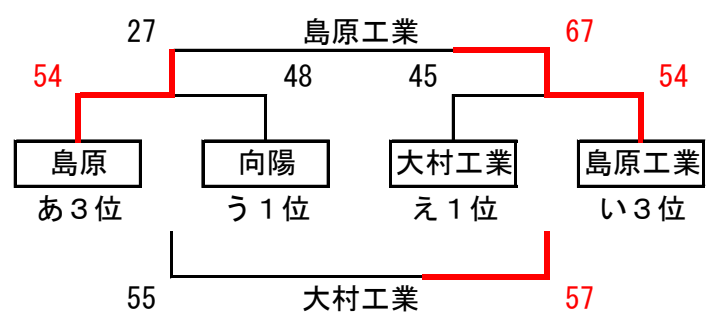 27 島原工業 67
54 48 45 54
島原 向陽 大村工業 島原工業
あ３位 う１位 え１位 い３位
55 大村工業 57